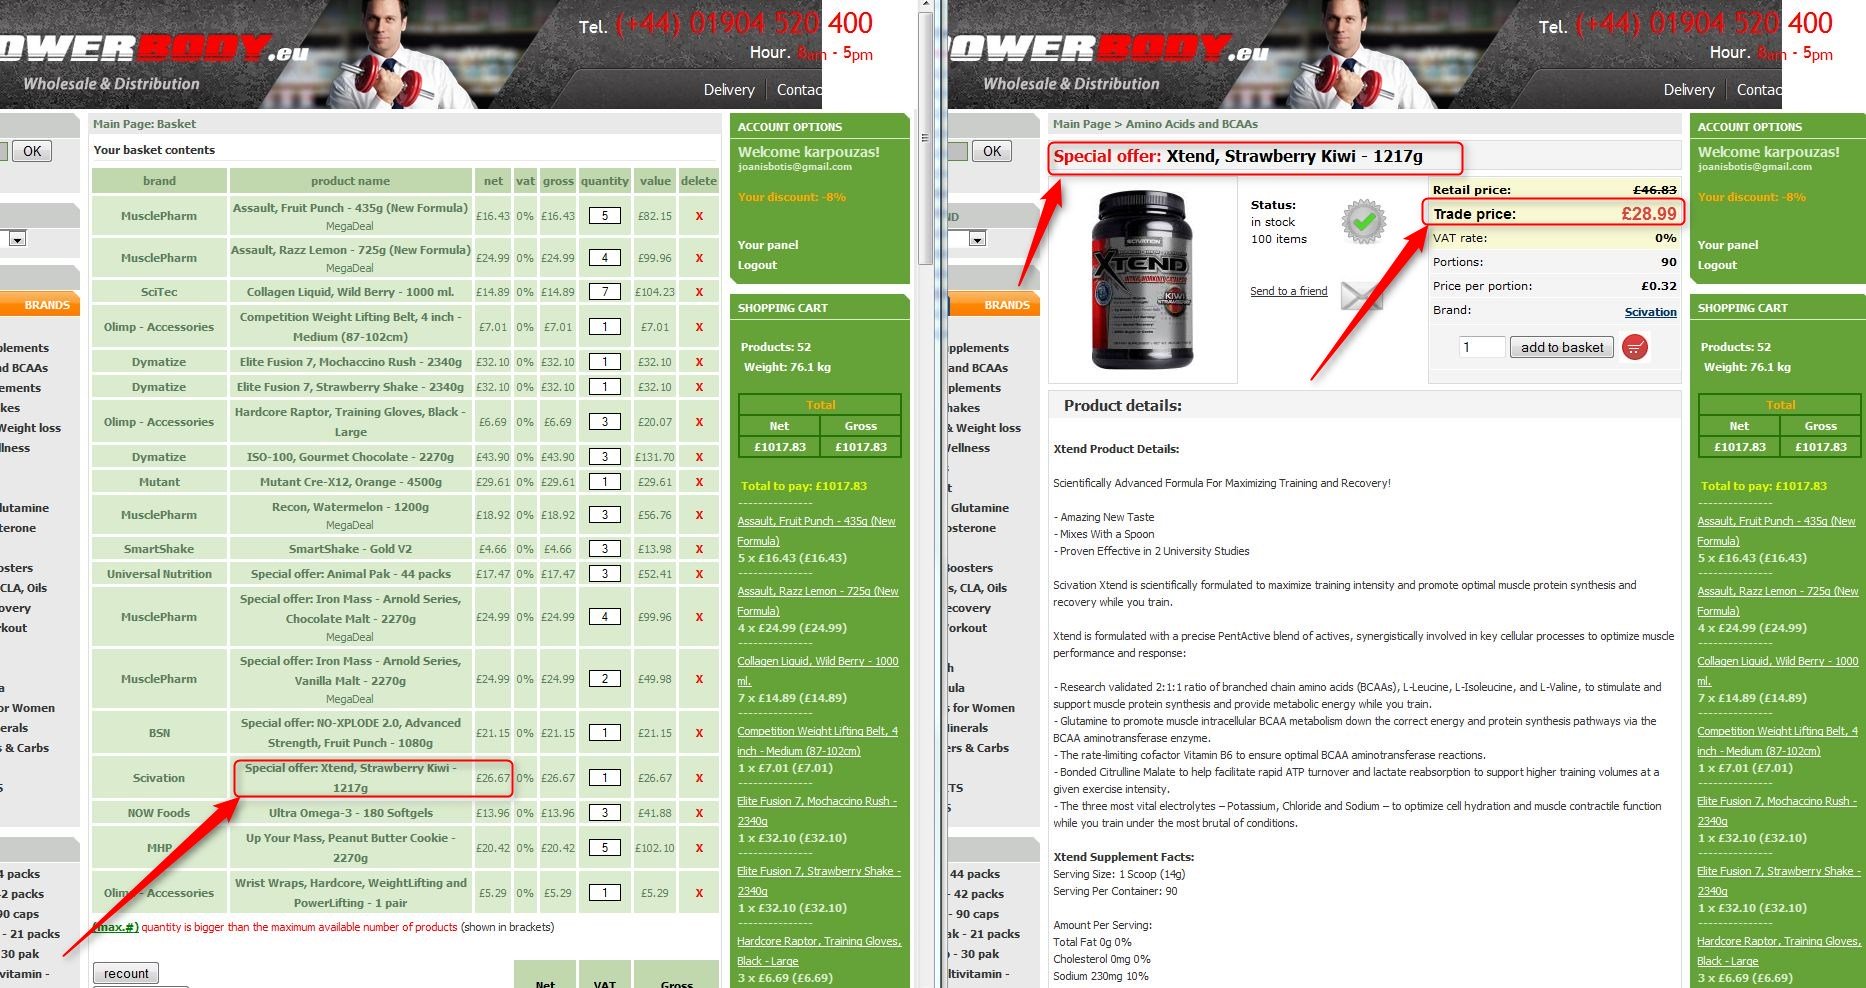 OWERBODY.eu
Wholesale & Distribution
Tel. (+44) 01904 520 400
Hour. 8am - 5pm
Delivery
Contac
OK
BRANDS
plements
nd BCAAs
ements
kes
Weight loss
llness
lutamine
sterone
osters
CLA, Oils
overy
rkout
a
or Women
erals
& Carbs
S
4 packs
-2 packs
90 caps
- 21 packs
30 pak
tivitamin -
Main Page: Basket
Your basket contents
brand product name net vat gross quantity value delete
MusclePharm Assault, Fruit Punch - 435g (New Formula) £16.43 0% £16.43 5 £82.15 X
MegaDeal
MusclePharm Assault, Razz Lemon - 725g (New Formula) £24.99 0% £24.99 4 £99.96 X
MegaDeal
SciTec Collagen Liquid, Wild Berry - 1000 ml. £14.89 0% £14.89 7 £104.23 X
Olimp - Accessories Competition Weight Lifting Belt, 4 inch - £7.01 0% £7.01 1 £7.01 X
Medium (87-102cm)
Dymatize Elite Fusion 7, Mochaccino Rush - 2340g £32.10 0% £32.10 1 £32.10 X
Dymatize Elite Fusion 7, Strawberry Shake - 2340g £32.10 0% £32.10 1 £32.10 X
Olimp - Accessories Hardcore Raptor, Training Gloves, Black - £6.69 0% £6.69 3 £20.07 X
Large
Dymatize ISO-100, Gourmet Chocolate - 2270g £43.90 0% £43.90 3 £131.70 X
Mutant Mutant Cre-X12, Orange - 4500g £29.61 0% £29.61 1 £29.61 X
MusclePharm Recon, Watermelon - 1200g £18.92 0% £18.92 3 £56.76 X
MegaDeal
SmartShake SmartShake - Gold V2 £4.66 0% £4.66 3 £13.98 X
Universal Nutrition Special offer: Animal Pak - 44 packs £17.47 0% £17.47 3 £52.41 X
MusclePharm Special offer: Iron Mass - Arnold Series, £24.99 0% £24.99 4 £99.96 X
Chocolate Malt - 2270g
MegaDeal
MusclePharm Special offer: Iron Mass - Arnold Series, £24.99 0% £24.99 2 £49.98 X
Vanilla Malt - 2270g
MegaDeal
BSN Special offer: NO-XPLODE 2.0, Advanced £21.15 0% £21.15 1 £21.15 X
Strength, Fruit Punch - 1080g
Scivation Special offer: Xtend, Strawberry Kiwi - £26.67 0% £26.67 1 £26.67 X
1217g
NOW Foods Ultra Omega-3 - 180 Softgels £13.96 0% £13.96 3 £41.88 X
MHP Up Your Mass, Peanut Butter Cookie - £20.42 0% £20.42 5 £102.10 X
2270g
Olimp - Accessories Wrist Wraps, Hardcore, WeightLifting and £5.29 0% £5.29 1 £5.29 X
PowerLifting - 1 pair
(max.#) quantity is bigger than the maximum available number of products (shown in brackets)
recount
Net VAT Gross
ACCOUNT OPTIONS
Welcome karpouzas!
joanisbotis@gmail.com
Your discount: -8%
Your panel
Logout
SHOPPING CART
Products: 52
Weight: 76.1 kg
Total
Net Gross
£1017.83 £1017.83
Total to pay: £1017.83
---------------
Assault, Fruit Punch - 435g (New
Formula)
5 x £16.43 (£16.43)
---------------
Assault, Razz Lemon - 725g (New
Formula)
4 x £24.99 (£24.99)
---------------
Collagen Liquid, Wild Berry - 1000
ml.
7 x £14.89 (£14.89)
---------------
Competition Weight Lifting Belt, 4
inch - Medium (87-102cm)
1 x £7.01 (£7.01)
---------------
Elite Fusion 7, Mochaccino Rush -
2340g
1 x £32.10 (£32.10)
---------------
Elite Fusion 7, Strawberry Shake -
2340g
1 x £32.10 (£32.10)
---------------
Hardcore Raptor, Training Gloves,
Black - Large
3 x £6.69 (£6.69)
OWERBODY.eu
Wholesale & Distribution
Tel. (+44) 01904 520 400
Hour. 8am - 5pm
Delivery
Contac
OK
ND
BRANDS
pplements
and BCAAs
pplements
hakes
& Weight loss
Wellness
t
Glutamine
osterone
Boosters
s, CLA, Oils
ecovery
orkout
h
ula
s for Women
Minerals
ers & Carbs
TS
S
44 packs
- 42 packs
- 90 caps
ak - 21 packs
- 30 pak
ltivitamin -
Main Page > Amino Acids and BCAAs
Special offer: Xtend, Strawberry Kiwi - 1217g
SCIVATION
XTEND
KIWI
STRAWBERRY
Status:
in stock
100 items
Send to a friend
Retail price: £46.83
Trade price: £28.99
VAT rate: 0%
Portions: 90
Price per portion: £0.32
Brand: Scivation
1 add to basket
Product details:
Xtend Product Details:
Scientifically Advanced Formula For Maximizing Training and Recovery!
- Amazing New Taste
- Mixes With a Spoon
- Proven Effective in 2 University Studies
Scivation Xtend is scientifically formulated to maximize training intensity and promote optimal muscle protein synthesis and
recovery while you train.
Xtend is formulated with a precise PentActive blend of actives, synergistically involved in key cellular processes to optimize muscle
performance and response:
- Research validated 2:1:1 ratio of branched chain amino acids (BCAAs), L-Leucine, L-Isoleucine, and L-Valine, to stimulate and
support muscle protein synthesis and provide metabolic energy while you train.
- Glutamine to promote muscle intracellular BCAA metabolism down the correct energy and protein synthesis pathways via the
BCAA aminotransferase enzyme.
- The rate-limiting cofactor Vitamin B6 to ensure optimal BCAA aminotransferase reactions.
- Bonded Citrulline Malate to help facilitate rapid ATP turnover and lactate reabsorption to support higher training volumes at a
given exercise intensity.
- The three most vital electrolytes – Potassium, Chloride and Sodium – to optimize cell hydration and muscle contractile function
while you train under the most brutal of conditions.
Xtend Supplement Facts:
Serving Size: 1 Scoop (14g)
Serving Per Container: 90
Amount Per Serving:
Total Fat 0g 0%
Cholesterol 0mg 0%
Sodium 230mg 10%
ACCOUNT OPTIONS
Welcome karpouzas!
joanisbotis@gmail.com
Your discount: -8%
Your panel
Logout
SHOPPING CART
Products: 52
Weight: 76.1 kg
Total
Net Gross
£1017.83 £1017.83
Total to pay: £1017.83
---------------
Assault, Fruit Punch - 435g (New
Formula)
5 x £16.43 (£16.43)
---------------
Assault, Razz Lemon - 725g (New
Formula)
4 x £24.99 (£24.99)
---------------
Collagen Liquid, Wild Berry - 1000
ml.
7 x £14.89 (£14.89)
---------------
Competition Weight Lifting Belt, 4
inch - Medium (87-102cm)
1 x £7.01 (£7.01)
---------------
Elite Fusion 7, Mochaccino Rush -
2340g
1 x £32.10 (£32.10)
---------------
Elite Fusion 7, Strawberry Shake -
2340g
1 x £32.10 (£32.10)
---------------
Hardcore Raptor, Training Gloves,
Black - Large
3 x £6.69 (£6.69)